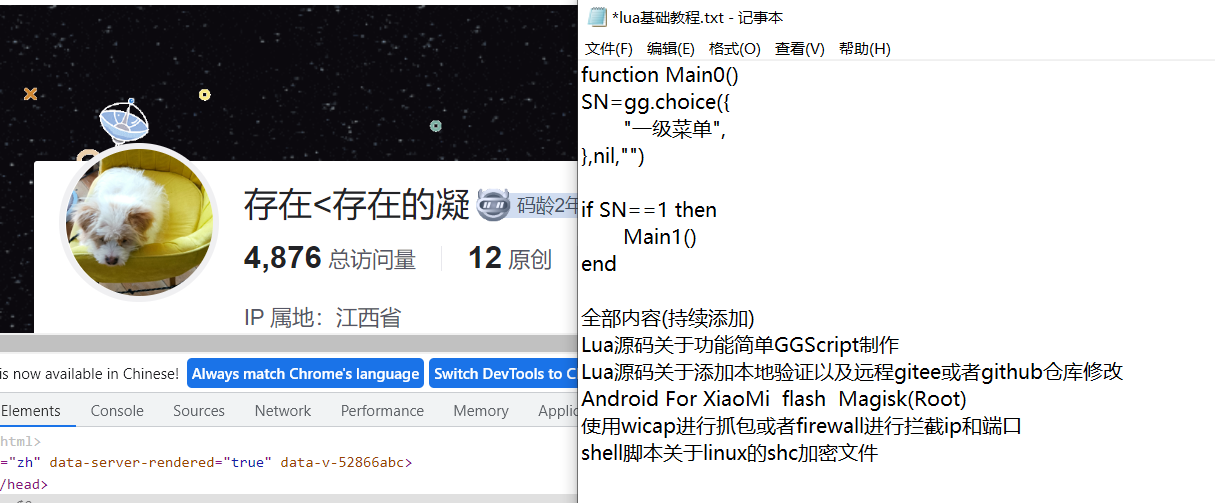 存在<存在的凝
码龄2年
4,876 总访问量 12 原创
IP 属地：江西省
is now available in Chinese! Always match Chrome's language Switch DevTools to C
Elements Console Sources Network Performance Memory Applic
html>
="zh" data-server-rendered="true" data-v-52866abc>
/head>
*lua基础教程.txt - 记事本
文件(F) 编辑(E) 格式(O) 查看(V) 帮助(H)
function Main0()
SN=gg.choice({
"一级菜单",
},nil,"")
if SN==1 then
Main1()
end
全部内容(持续添加)
Lua源码关于功能简单GGScript制作
Lua源码关于添加本地验证以及远程gitee或者github仓库修改
Android For XiaoMi flash Magisk(Root)
使用wicap进行抓包或者firewall进行拦截ip和端口
shell脚本关于linux的shc加密文件